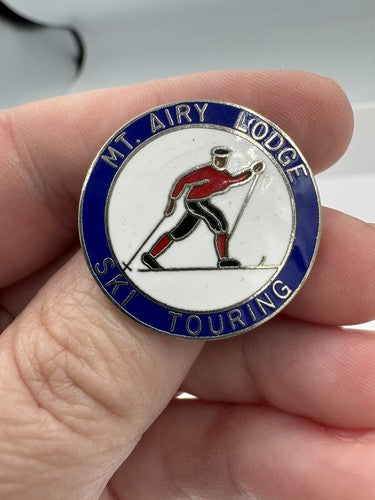 MT. AIRY LODGE
SKI TOURING